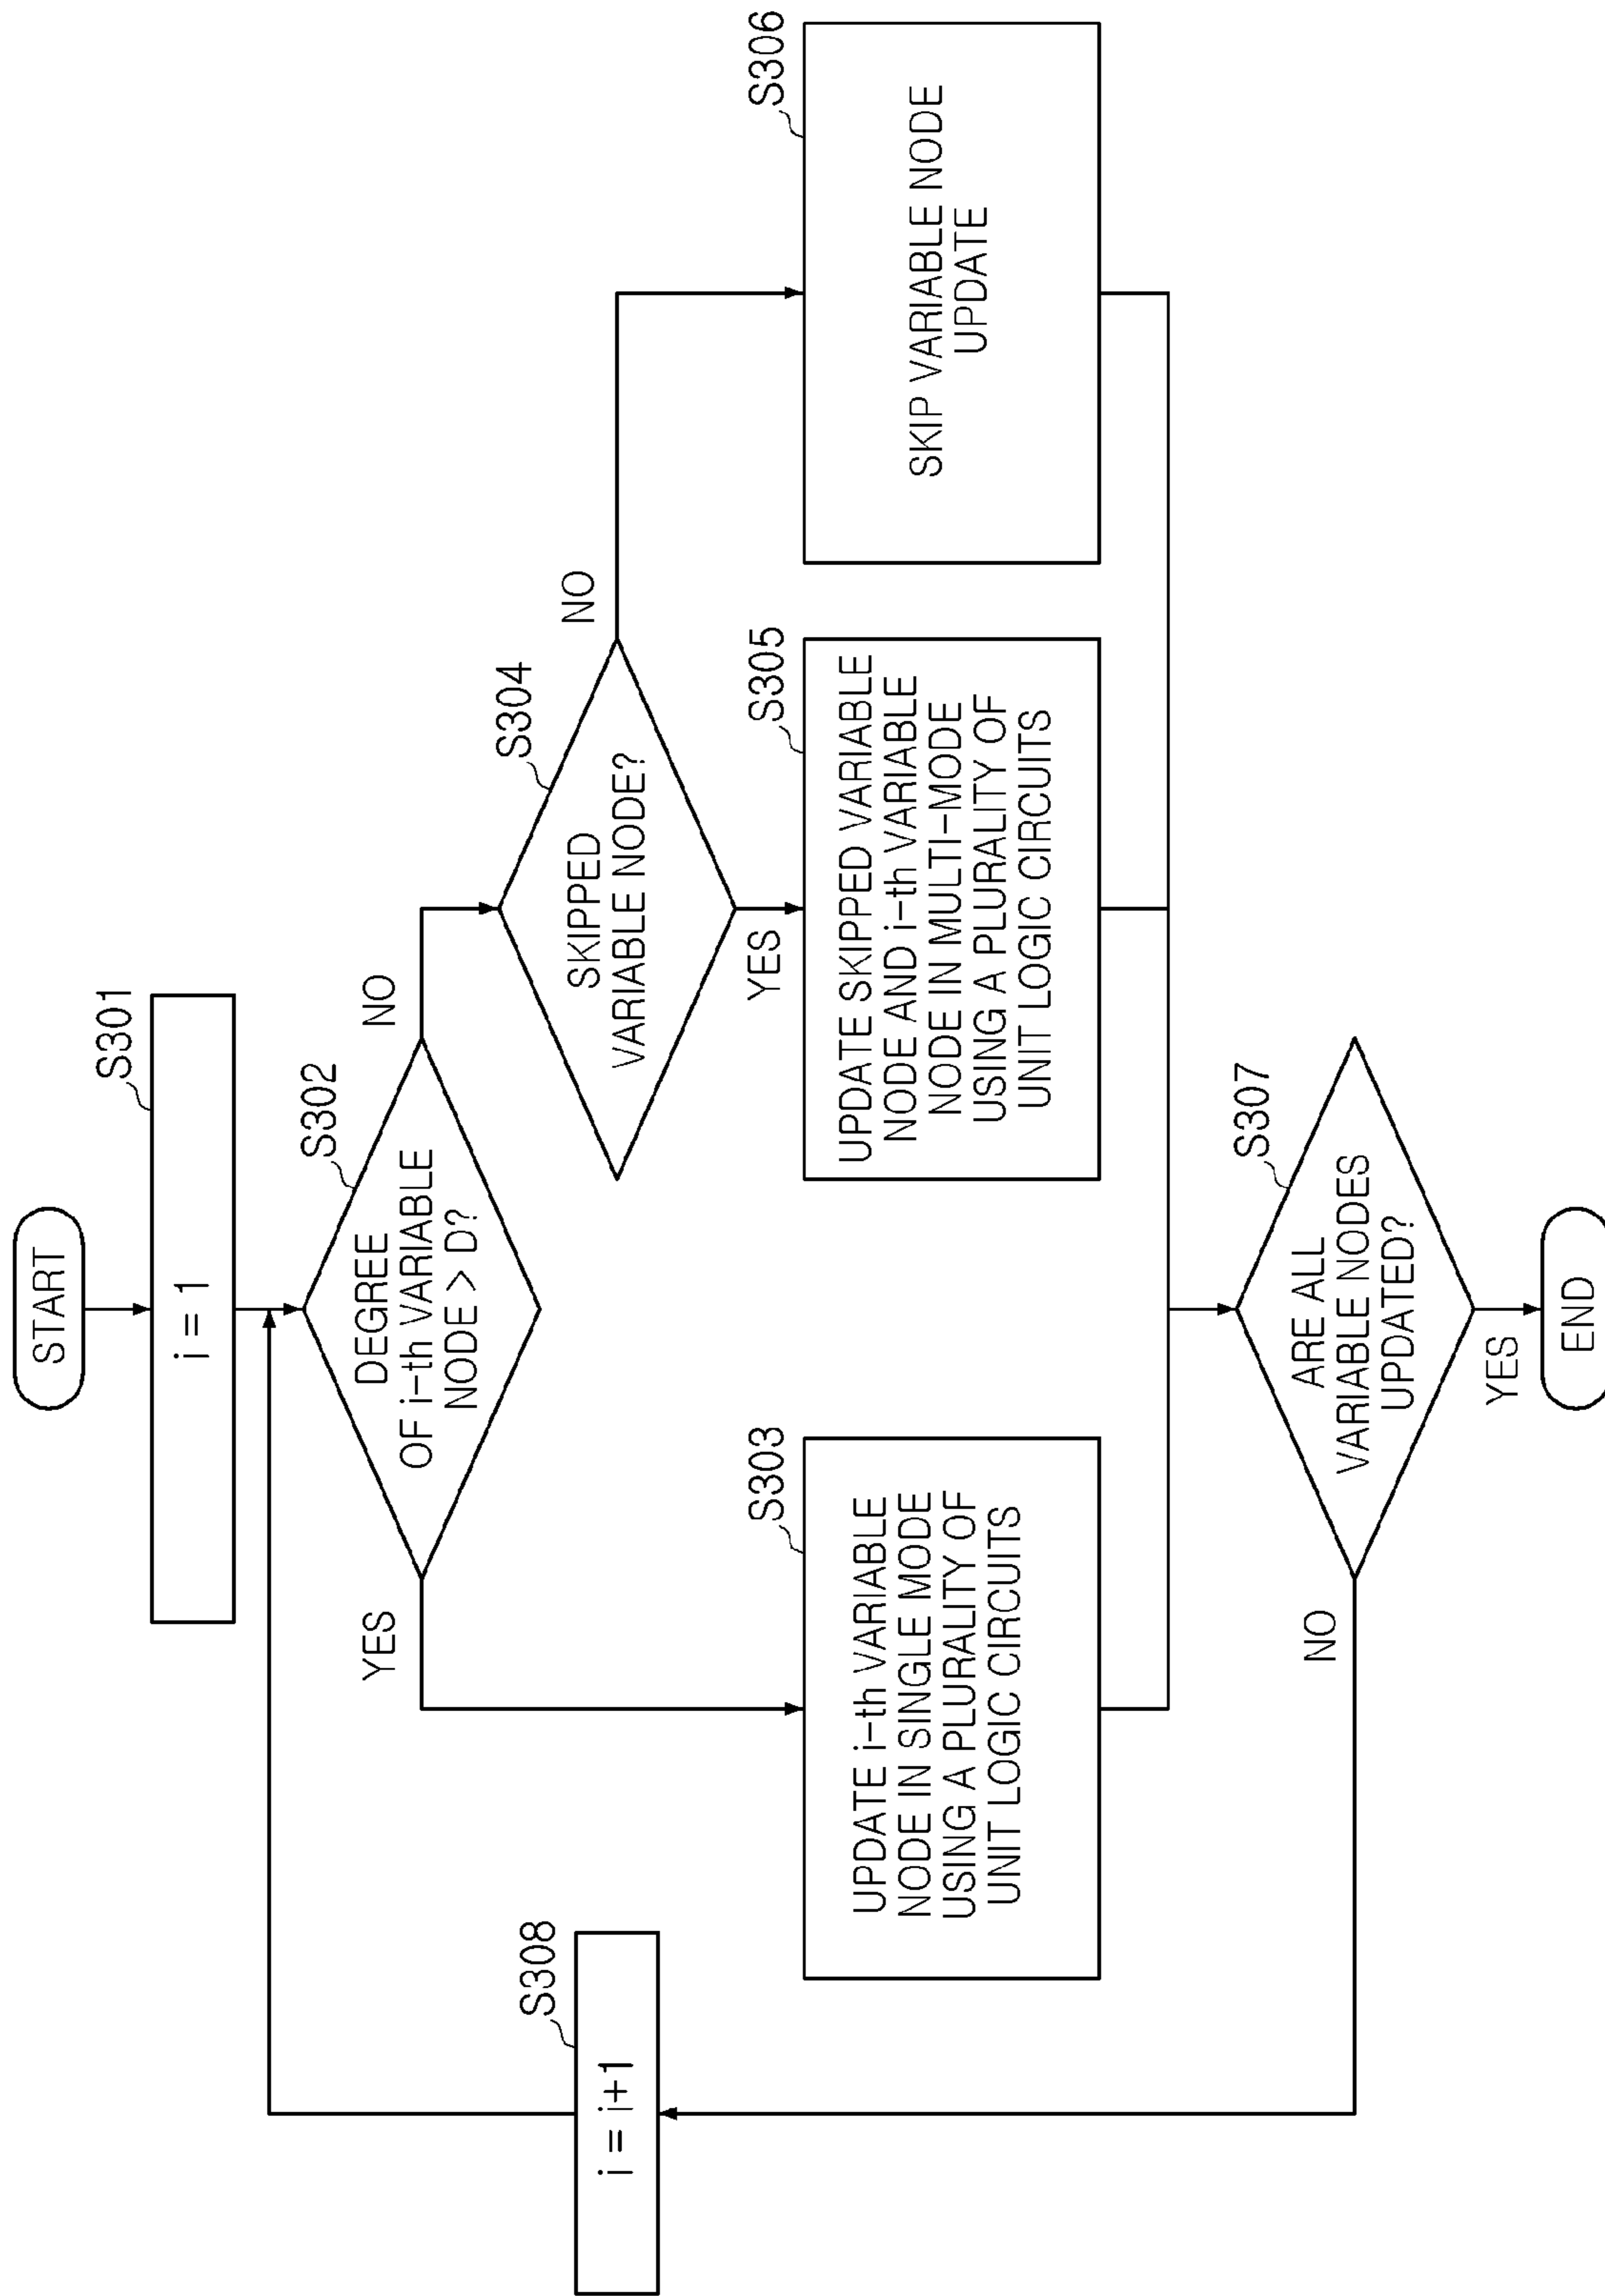 START
S301
i = 1
S302
DEGREE
OF i-th VARIABLE
NODE > D?
YES
NO
S304
SKIPPED
VARIABLE NODE?
NO
YES
S303
UPDATE i-th VARIABLE
NODE IN SINGLE MODE
USING A PLURALITY OF
UNIT LOGIC CIRCUITS
S305
UPDATE SKIPPED VARIABLE
NODE AND i-th VARIABLE
NODE IN MULTI-MODE
USING A PLURALITY OF
UNIT LOGIC CIRCUITS
S306
SKIP VARIABLE NODE
UPDATE
S308
i = i+1
S307
ARE ALL
VARIABLE NODES
UPDATED?
NO
YES
END